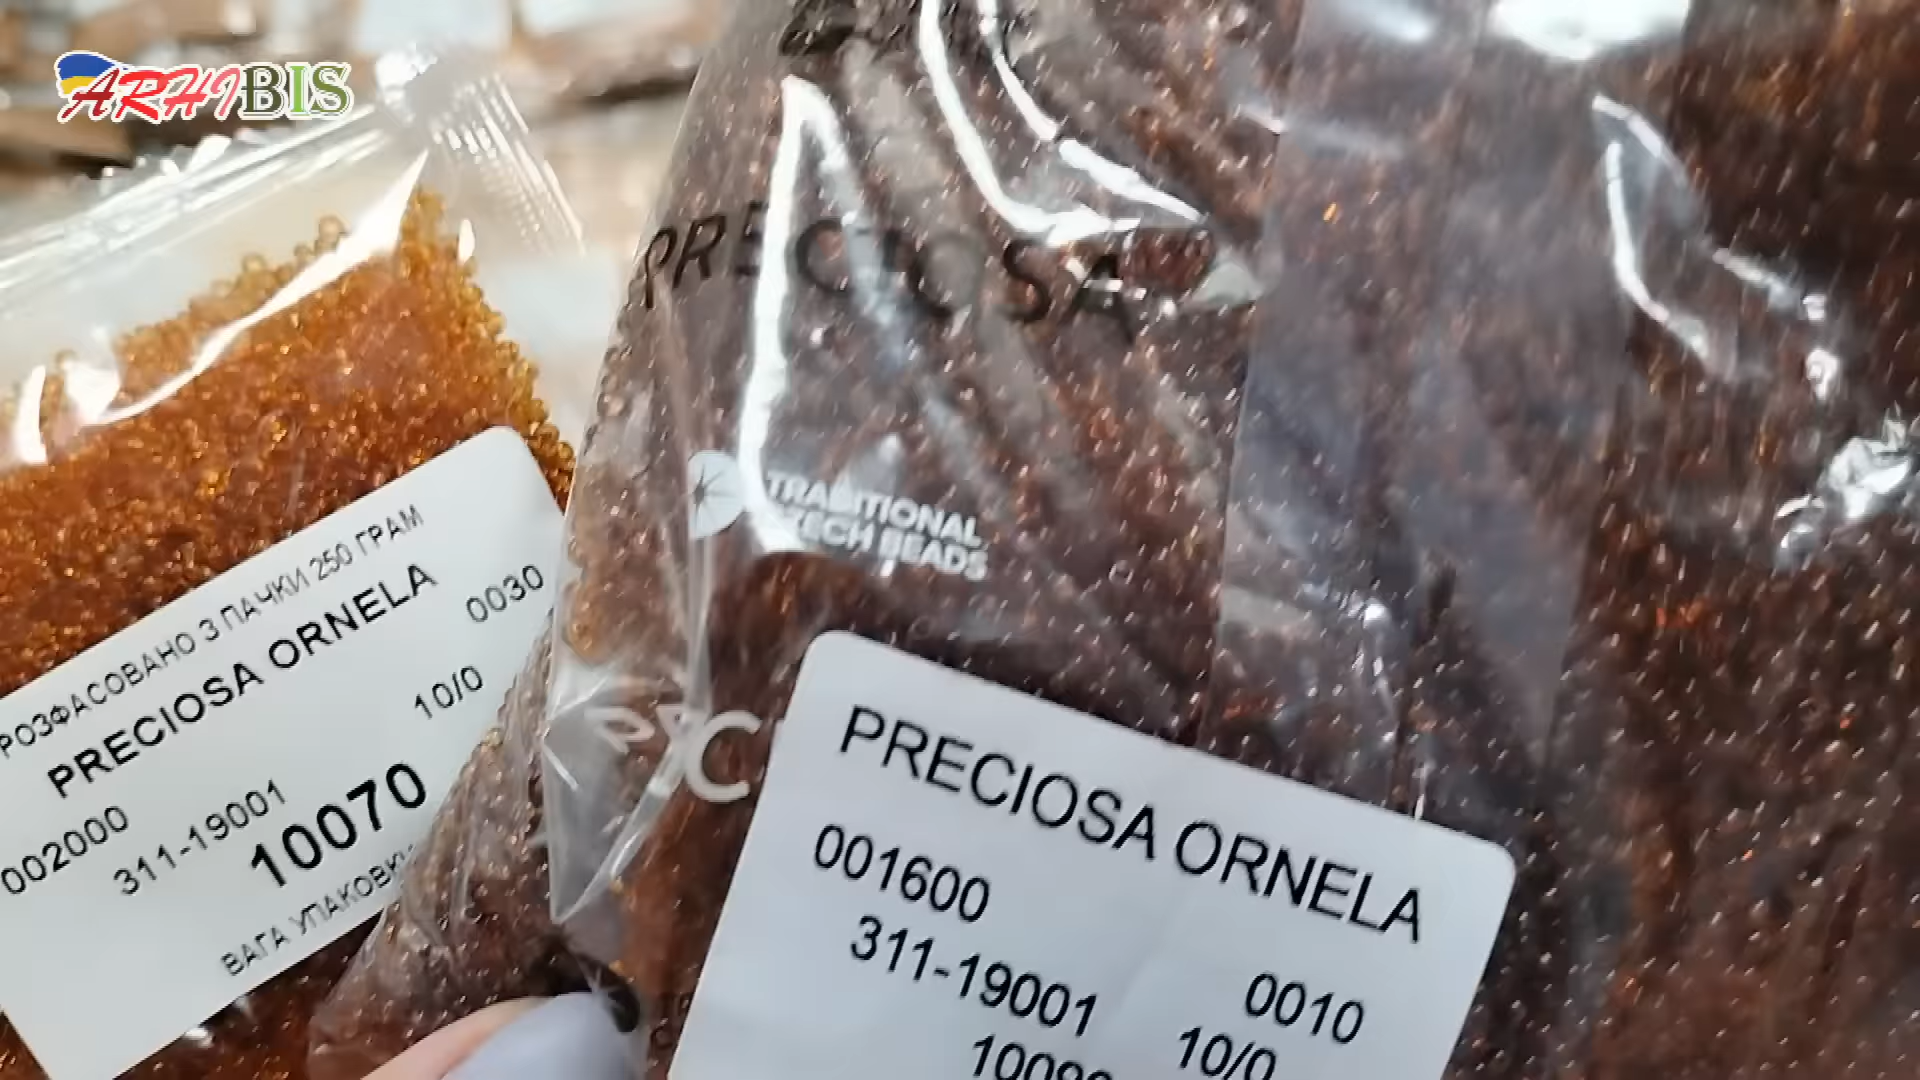 ARHIBIS
PRECIOSA
TRADITIONAL
CZECH BEADS
РОЗФАСОВАНО З ПАЧКИ 250 ГРАМ
PRECIOSA ORNELA
0030
10/0
002000
311-19001
10070
ВАГА УПАКОВКИ
PRECIOSA ORNELA
001600
0010
311-19001
10/0